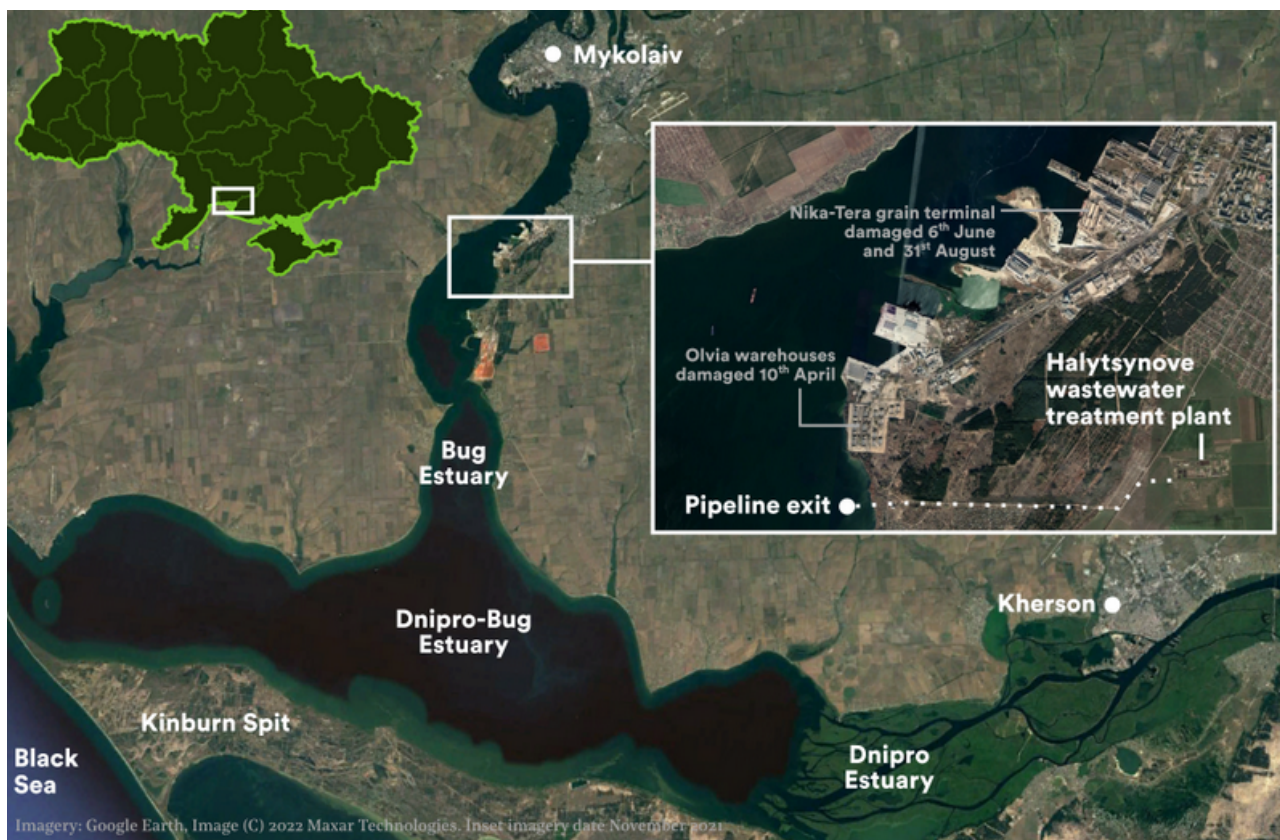 Mykolaiv
Nika-Tera grain terminal
damaged 6th June
and 31st August
Olvia warehouses
damaged 10th April
Halytsynove
wastewater
treatment plant
Pipeline exit
Bug
Estuary
Kherson
Dnipro-Bug
Estuary
Kinburn Spit
Black
Sea
Dnipro
Estuary
Imagery: Google Earth, Image (C) 2022 Maxar Technologies. Inset imagery date November 2021